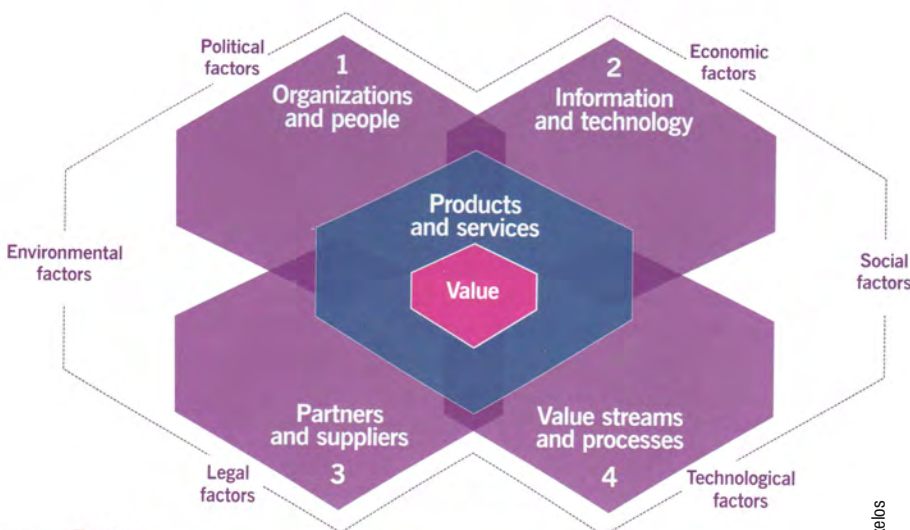 Political
factors
1
Organizations
and people
2
Information
and technology
Economic
factors
Products
and services
Value
Environmental
factors
Social
factors
Partners
and suppliers
3
Value streams
and processes
4
Legal
factors
Technological
factors